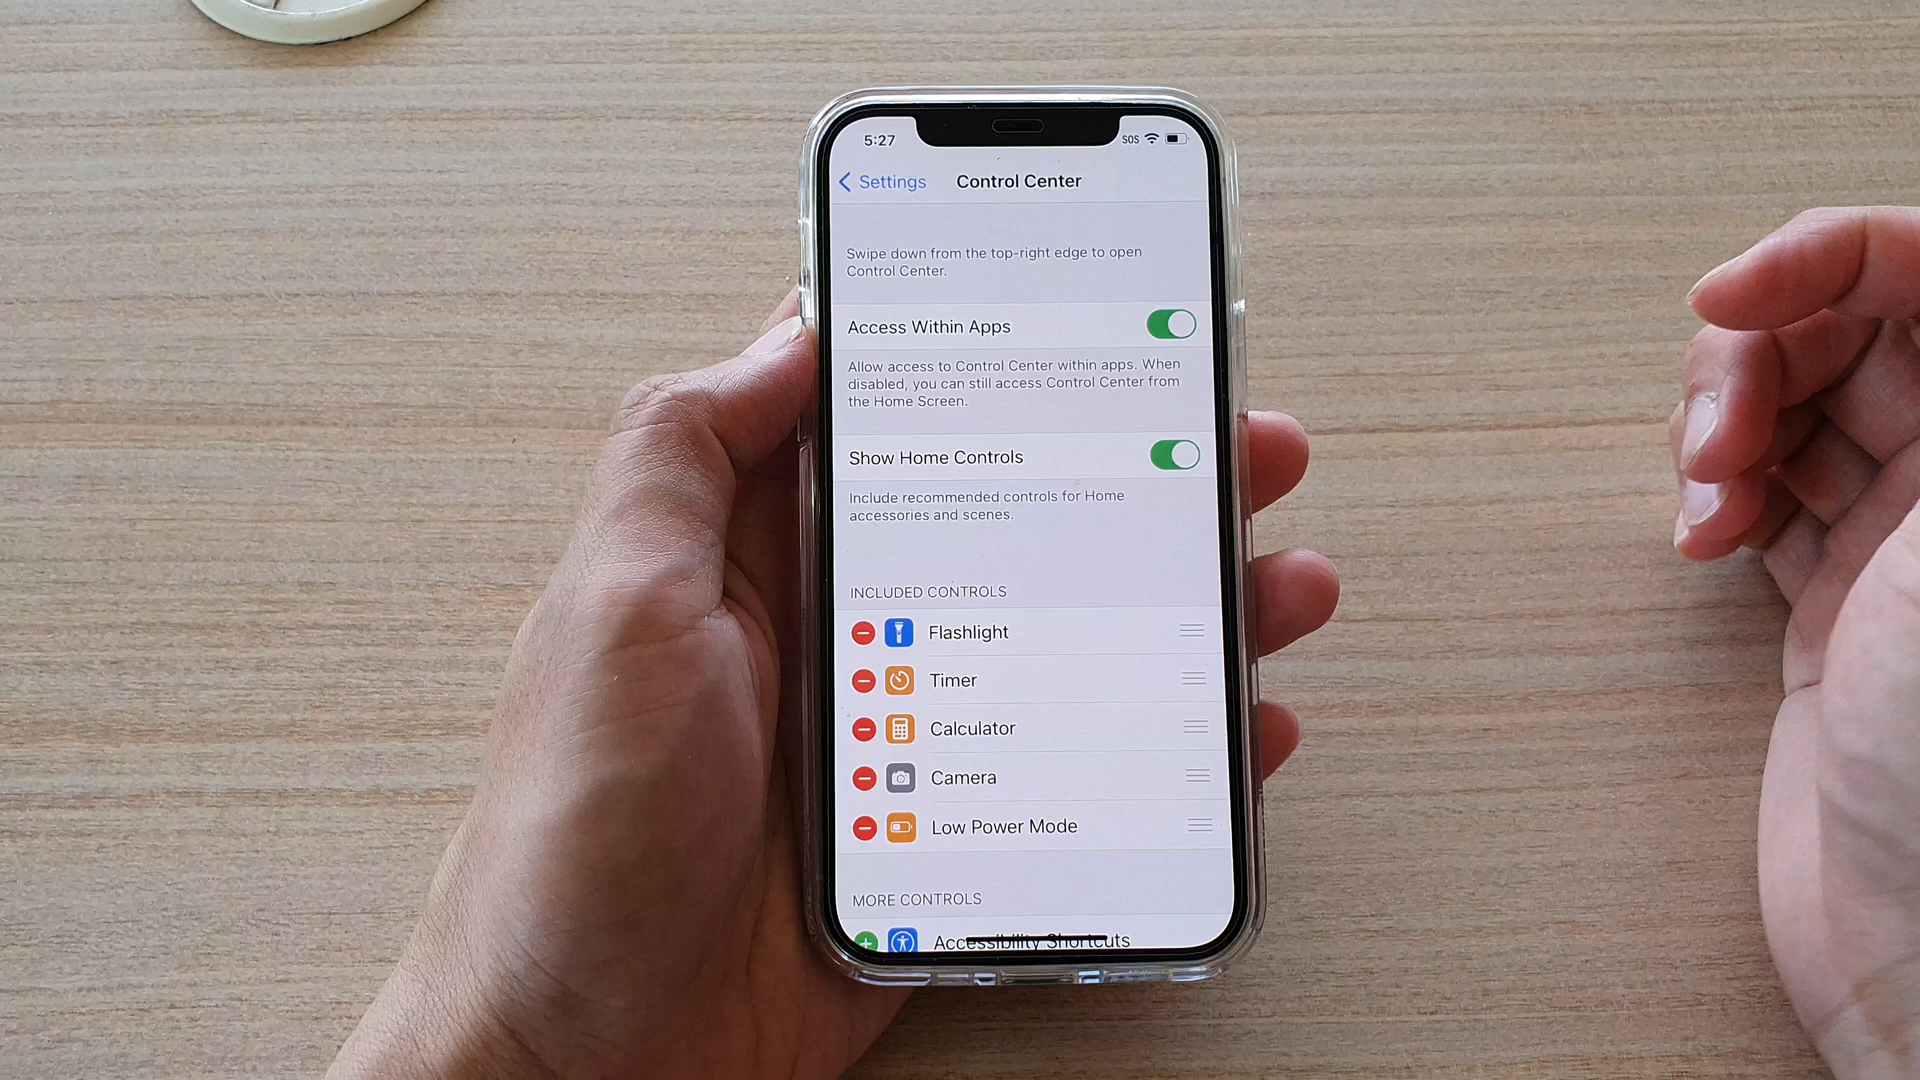 5:27
SOS
Settings
Control Center
Swipe down from the top-right edge to open
Control Center.
Access Within Apps
Allow access to Control Center within apps. When
disabled, you can still access Control Center from
the Home Screen.
Show Home Controls
Include recommended controls for Home
accessories and scenes.
INCLUDED CONTROLS
Flashlight
Timer
Calculator
Camera
Low Power Mode
MORE CONTROLS
Accessibility Shortcuts